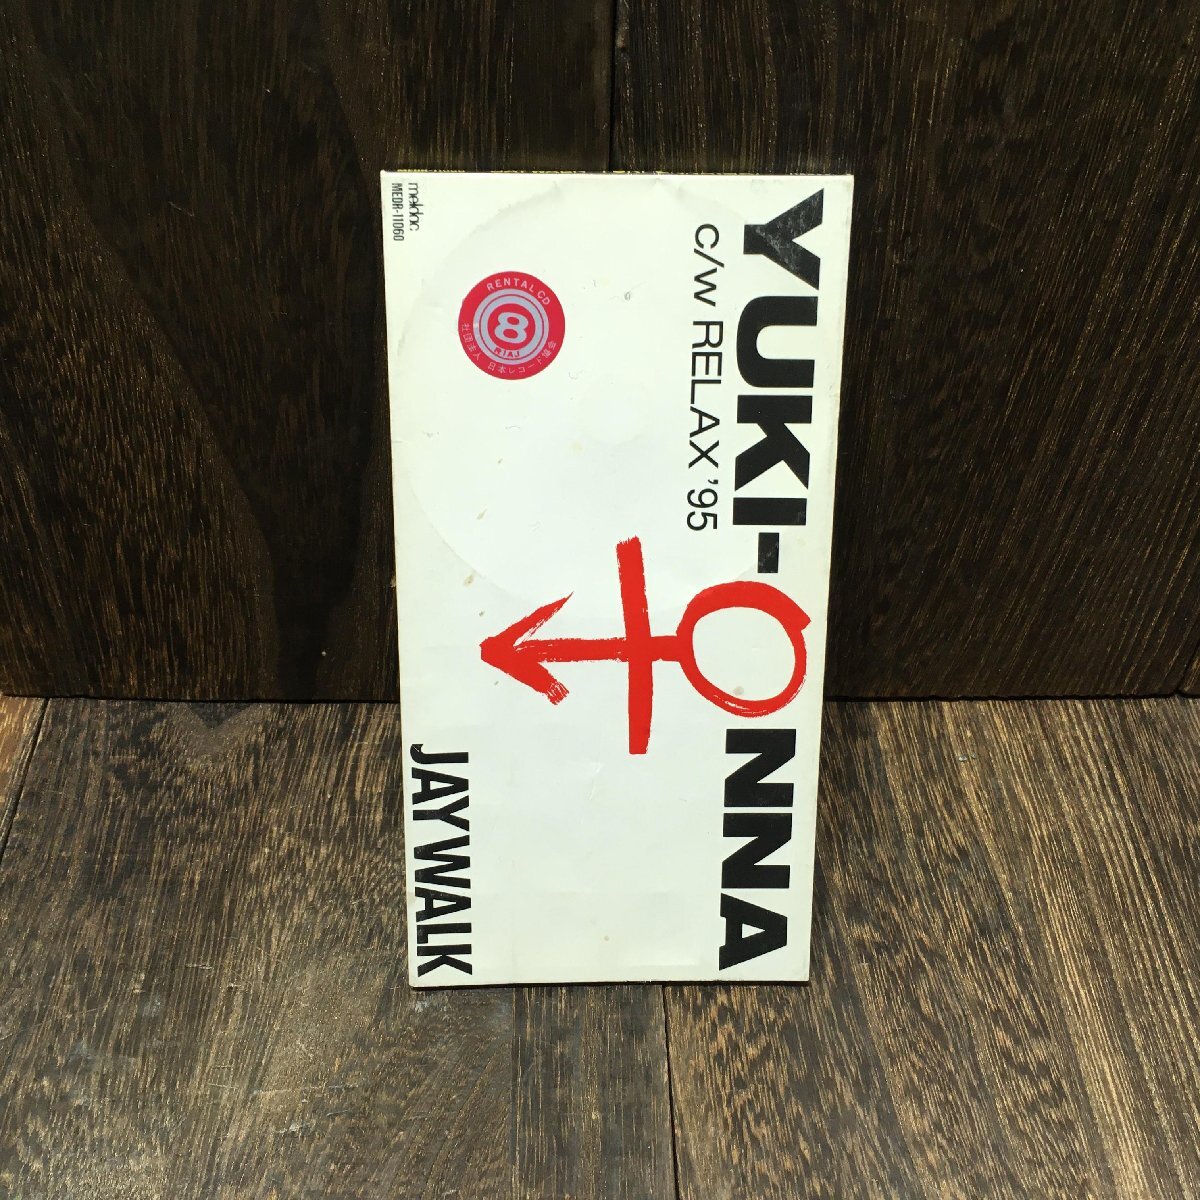 YUKI-ONNA
c/w RELAX '95
JAYWALK
meldac
MEDR-11060
RENTAL CD
8
RIAJ
社団法人 日本レコード協会